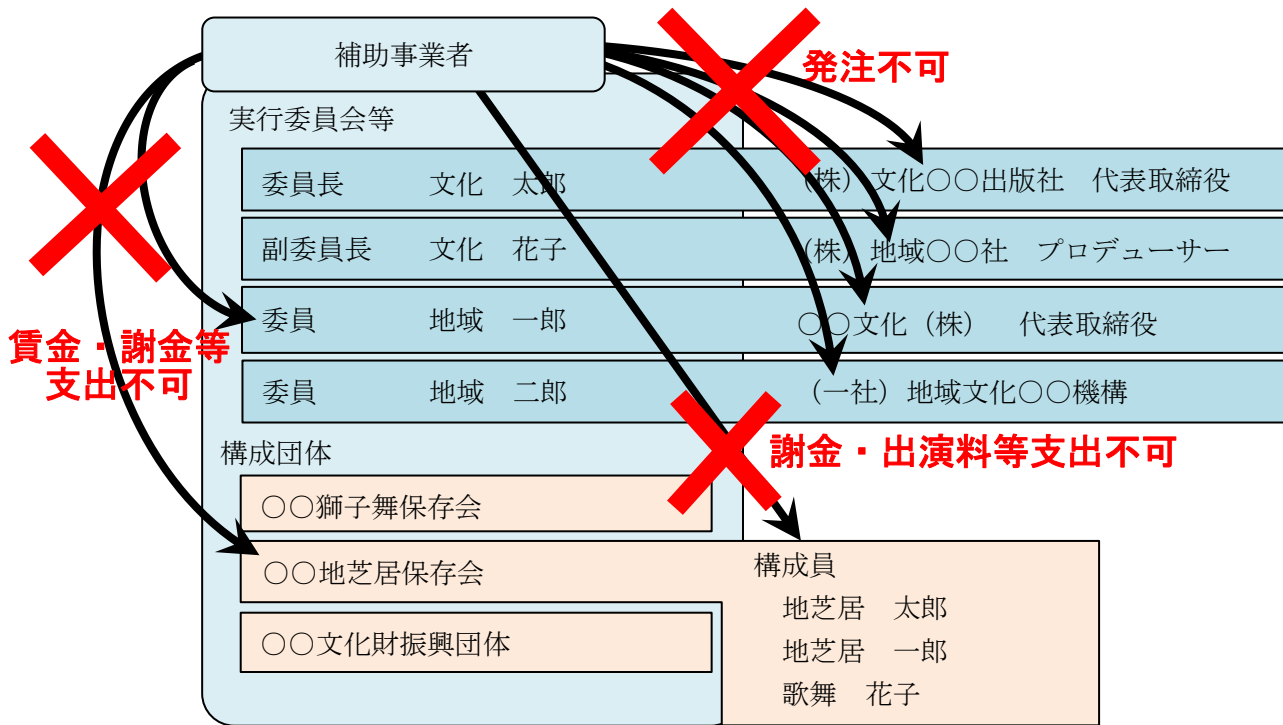 補助事業者
発注不可
実行委員会等
委員長　文化　太郎　(株) 文化〇〇出版社　代表取締役
副委員長　文化　花子　(株) 地域〇〇社　プロデューサー
委員　地域　一郎　〇〇文化 (株)　代表取締役
賃金・謝金等
支出不可
委員　地域　二郎　(一社) 地域文化〇〇機構
謝金・出演料等支出不可
構成団体
〇〇獅子舞保存会
〇〇地芝居保存会
〇〇文化財振興団体
構成員
地芝居　太郎
地芝居　一郎
歌舞　花子